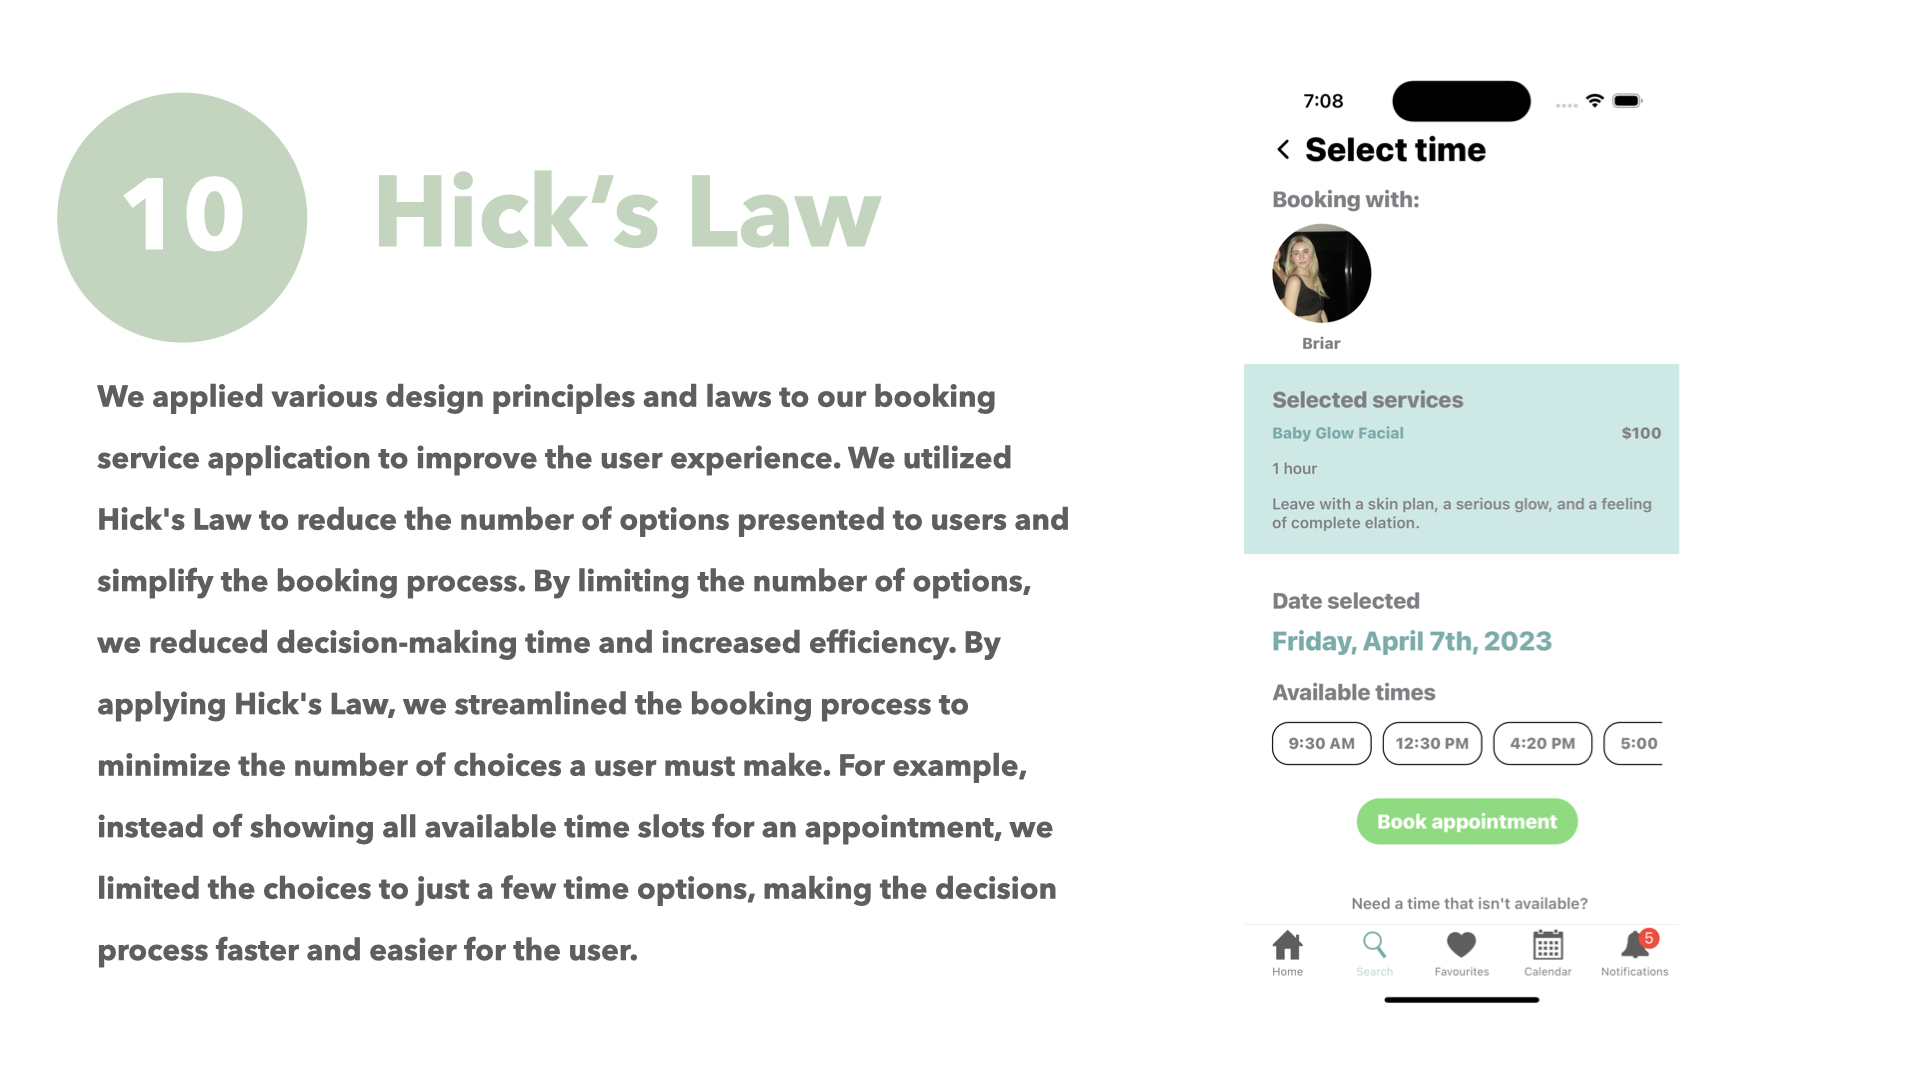 10
Hick’s Law
We applied various design principles and laws to our booking
service application to improve the user experience. We utilized
Hick's Law to reduce the number of options presented to users and
simplify the booking process. By limiting the number of options,
we reduced decision-making time and increased efficiency. By
applying Hick's Law, we streamlined the booking process to
minimize the number of choices a user must make. For example,
instead of showing all available time slots for an appointment, we
limited the choices to just a few time options, making the decision
process faster and easier for the user.
7:08
Select time
Booking with:
Briar
Selected services
Baby Glow Facial $100
1 hour
Leave with a skin plan, a serious glow, and a feeling
of complete elation.
Date selected
Friday, April 7th, 2023
Available times
9:30 AM 12:30 PM 4:20 PM 5:00
Book appointment
Need a time that isn't available?
5
Home Search Favourites Calendar Notifications